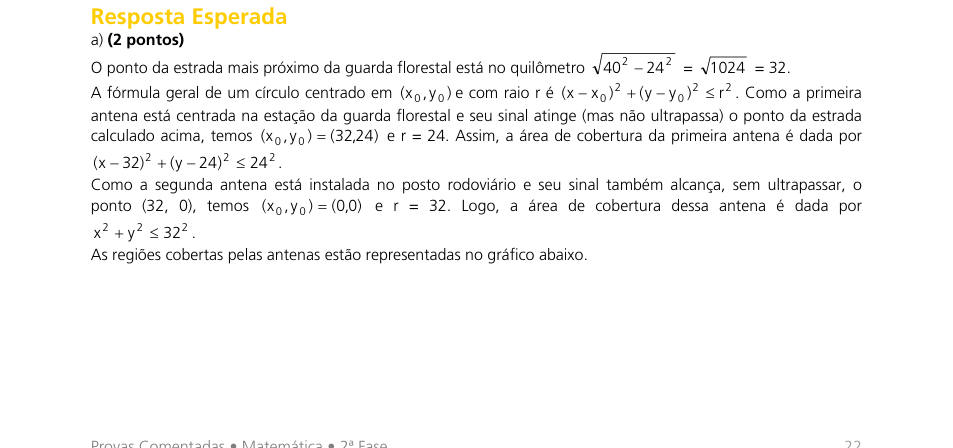 Resposta Esperada
a) (2 pontos)
O ponto da estrada mais próximo da guarda florestal está no quilômetro √(40² – 24²) = √1024 = 32.
A fórmula geral de um círculo centrado em (x₀,y₀) e com raio r é (x – x₀)² + (y – y₀)² ≤ r². Como a primeira
antena está centrada na estação da guarda florestal e seu sinal atinge (mas não ultrapassa) o ponto da estrada
calculado acima, temos (x₀,y₀) = (32,24) e r = 24. Assim, a área de cobertura da primeira antena é dada por
(x – 32)² + (y – 24)² ≤ 24².
Como a segunda antena está instalada no posto rodoviário e seu sinal também alcança, sem ultrapassar, o
ponto (32, 0), temos (x₀,y₀) = (0,0) e r = 32. Logo, a área de cobertura dessa antena é dada por
x² + y² ≤ 32².
As regiões cobertas pelas antenas estão representadas no gráfico abaixo.
Provas Comentadas • Matemática • 2ª Fase 22